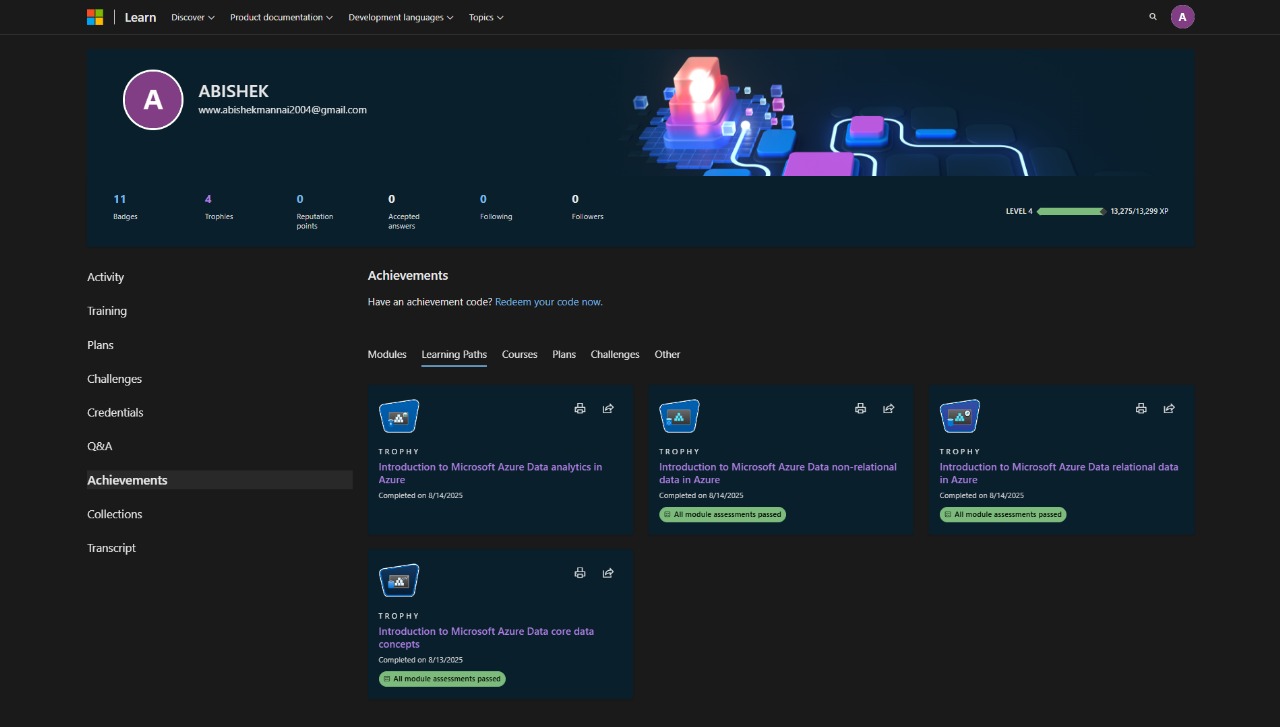 Learn Discover Product documentation Development languages Topics A
A
ABISHEK
www.abishekmannai2004@gmail.com
11 4 0 0 0 0
Badges Trophies Reputation points Accepted answers Following Followers
LEVEL 4 13,275/13,299 XP
Activity
Training
Plans
Challenges
Credentials
Q&A
Achievements
Collections
Transcript
Achievements
Have an achievement code? Redeem your code now.
Modules Learning Paths Courses Plans Challenges Other
TROPHY
Introduction to Microsoft Azure Data analytics in
Azure
Completed on 8/14/2025
TROPHY
Introduction to Microsoft Azure Data non-relational
data in Azure
Completed on 8/14/2025
All module assessments passed
TROPHY
Introduction to Microsoft Azure Data relational data
in Azure
Completed on 8/14/2025
All module assessments passed
TROPHY
Introduction to Microsoft Azure Data core data
concepts
Completed on 8/13/2025
All module assessments passed